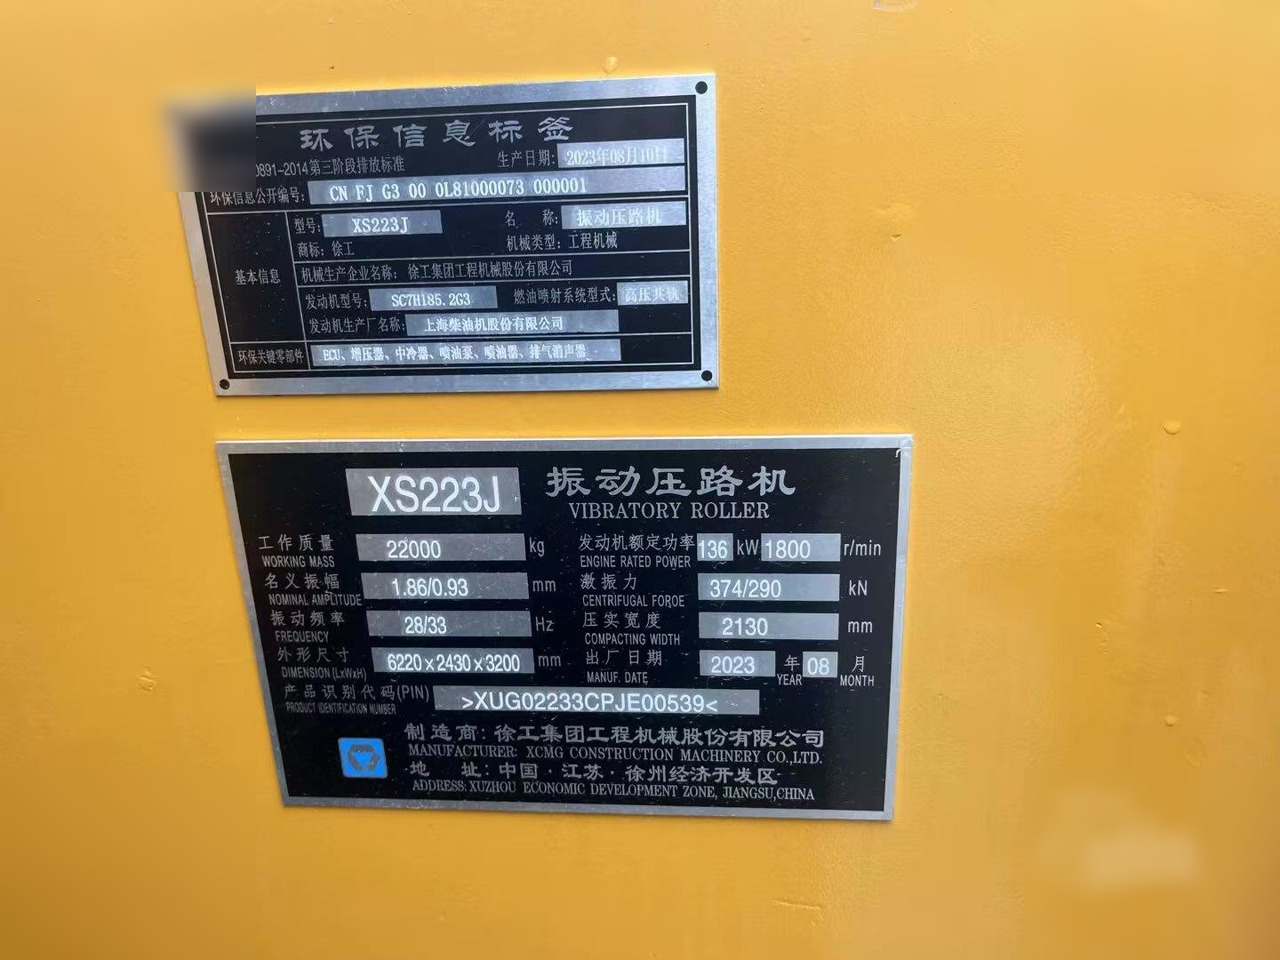 环保信息标签
0891-2014第三阶段排放标准 生产日期: 2023年08月10日
环保信息公开编号: CN FJ G3 00 0L81000073 000001
型号: XS223J 名 称: 振动压路机
商标: 徐工 机械类型: 工程机械
基本信息
机械生产企业名称: 徐工集团工程机械股份有限公司
发动机型号: SC7H185.2G3 燃油喷射系统型式: 高压共轨
发动机生产厂名称: 上海柴油机股份有限公司
环保关键零部件 ECU、增压器、中冷器、喷油泵、喷油器、排气消声器
XS223J 振动压路机
VIBRATORY ROLLER
工作质量 22000 kg 发动机额定功率 136 kW 1800 r/min
WORKING MASS ENGINE RATED POWER
名义振幅 1.86/0.93 mm 激振力 374/290 kN
NOMINAL AMPLITUDE CENTRIFUGAL FOROE
振动频率 28/33 Hz 压实宽度 2130 mm
FREQUENCY COMPACTING WIDTH
外形尺寸 6220×2430×3200 mm 出厂日期 2023 年 08 月
DIMENSION(LxWxH) MANUF. DATE YEAR MONTH
产品识别代码(PIN) >XUG02233CPJE00539<
PRODUCT IDENTIFICATION NUMBER
制造商: 徐工集团工程机械股份有限公司
MANUFACTURER: XCMG CONSTRUCTION MACHINERY CO.,LTD.
地 址: 中国·江苏·徐州经济开发区
ADDRESS: XUZHOU ECONOMIC DEVELOPMENT ZONE, JIANGSU,CHINA